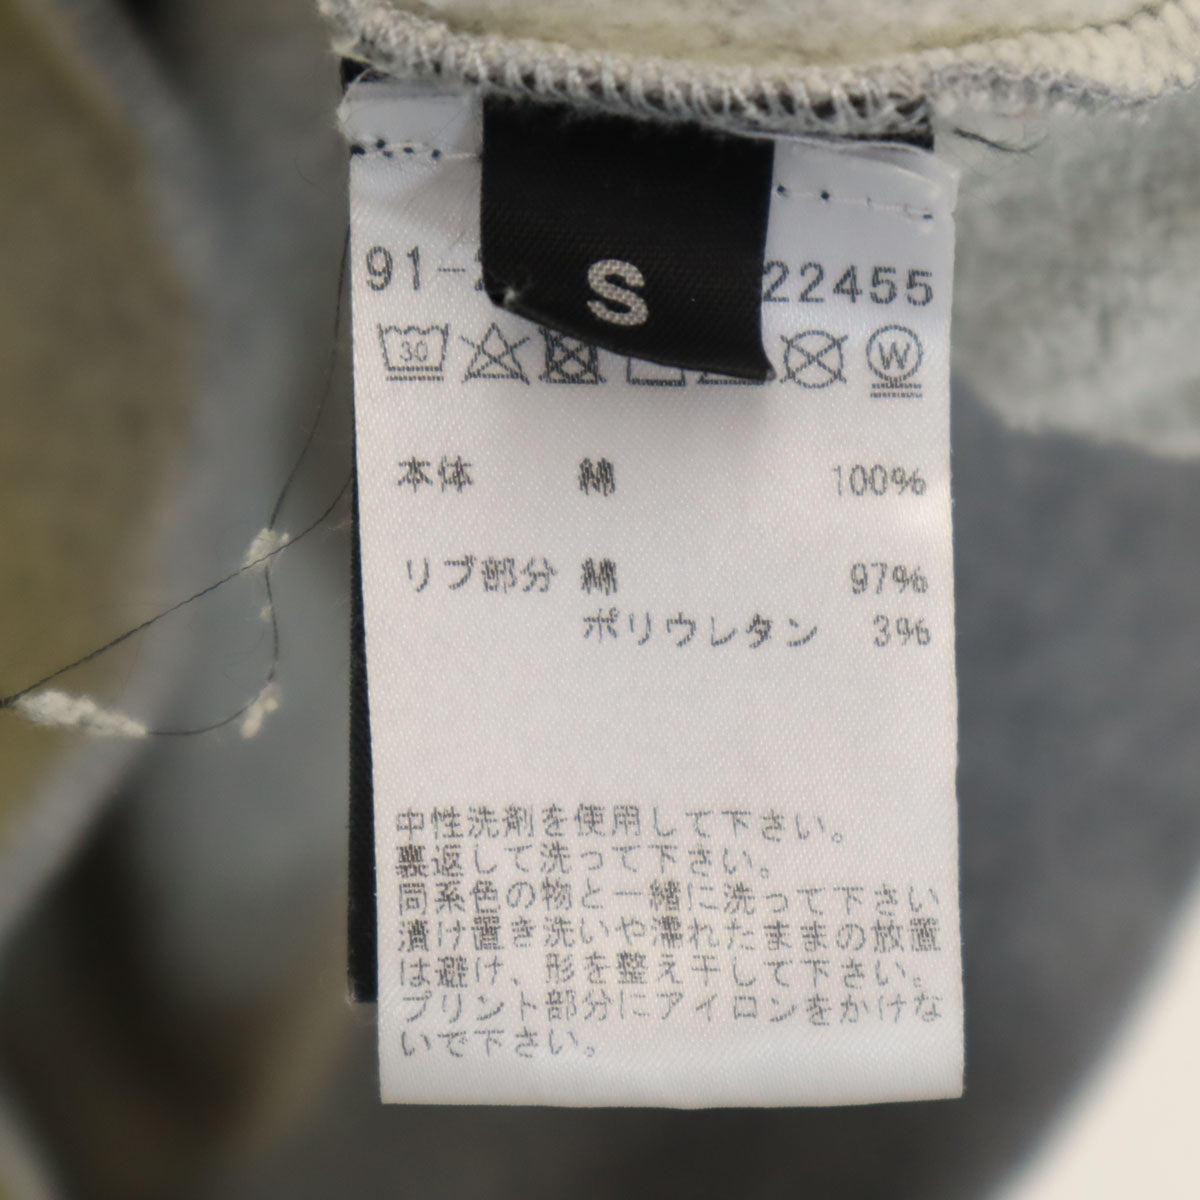 S
22455
30
W
本体 綿 100%
リブ部分 綿 97%
ポリウレタン 3%
中性洗剤を使用して下さい。
裏返して洗って下さい。
同系色の物と一緒に洗って下さい
漬け置き洗いや濡れたままの放置
は避け、形を整え干して下さい。
プリント部分にアイロンをかけな
いで下さい。